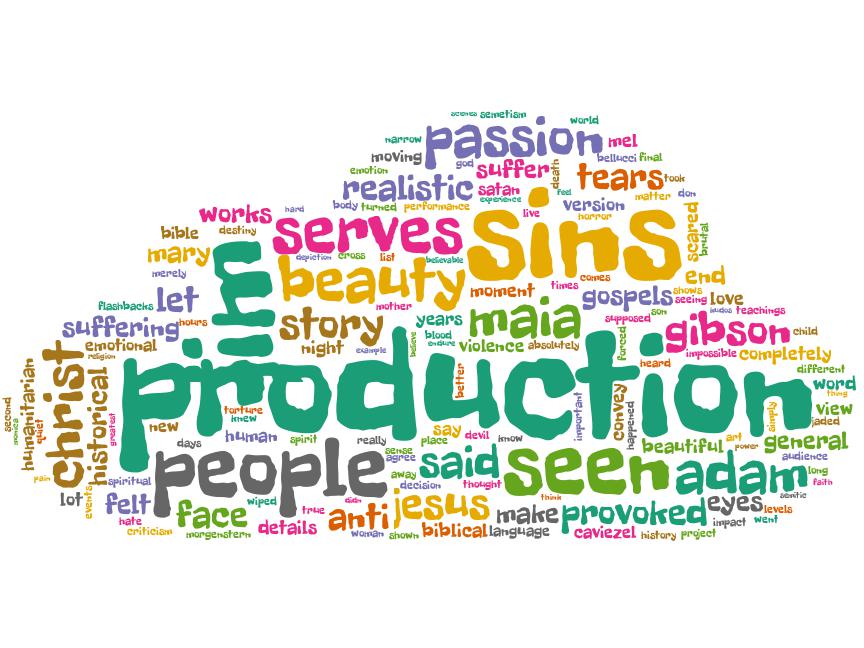 scenes semetism world
narrow passion mel
moving god bellucci final
emotion suffer death tears took
realistic satan feel matter don
experience
body turned performance version
works hard live horror scared
bible destiny serves sins brutal
mary depiction cross list believable
merely film beauty moment times comes end
flashbacks let mother gospels seeing shows love
suffering hours story years maia supposed son kudos teachings
emotional night blood violence absolutely forced gibson child
religion example believe endure heard impossible completely
christ historical production different
second monica humanitarian quiet greatest torture knew better important convey happened simply word thing
new say devil view jaded
days human spirit really place know beautiful art power general
people sense agree said seen adam audience
pain spiritual away decision thought long faith
lot events felt wiped didn jesus think eyes semitic
hate face true anti make provoked levels
criticism details biblical language impact went
morgenstern woman shown caviezel history project